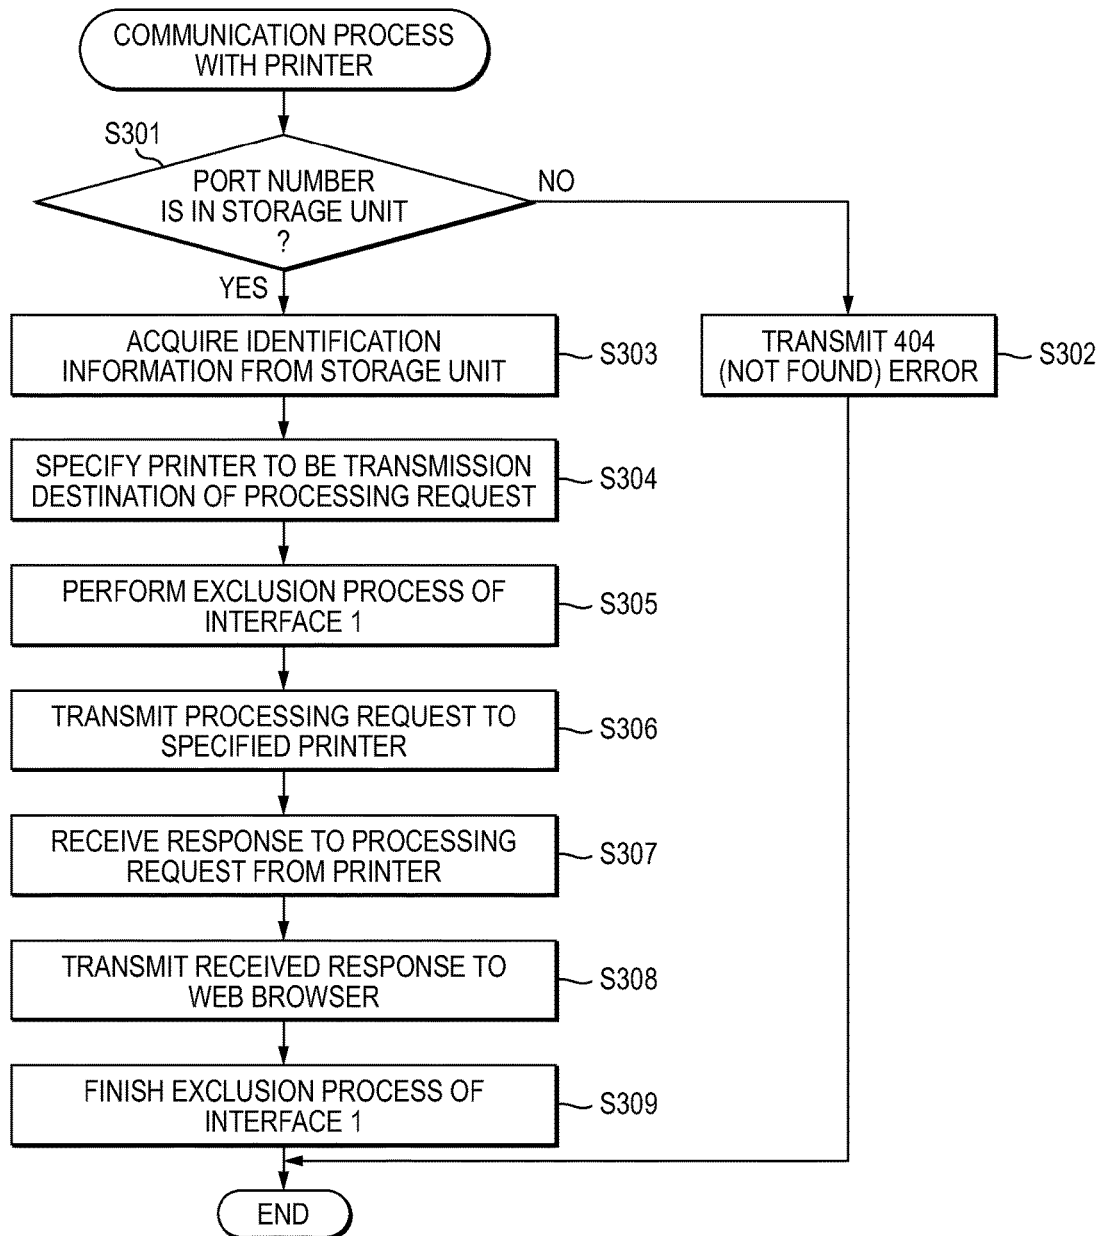 COMMUNICATION PROCESS
WITH PRINTER
S301
PORT NUMBER
IS IN STORAGE UNIT
?
NO
YES
ACQUIRE IDENTIFICATION
INFORMATION FROM STORAGE UNIT
S303
TRANSMIT 404
(NOT FOUND) ERROR
S302
SPECIFY PRINTER TO BE TRANSMISSION
DESTINATION OF PROCESSING REQUEST
S304
PERFORM EXCLUSION PROCESS OF
INTERFACE 1
S305
TRANSMIT PROCESSING REQUEST TO
SPECIFIED PRINTER
S306
RECEIVE RESPONSE TO PROCESSING
REQUEST FROM PRINTER
S307
TRANSMIT RECEIVED RESPONSE TO
WEB BROWSER
S308
FINISH EXCLUSION PROCESS OF
INTERFACE 1
S309
END